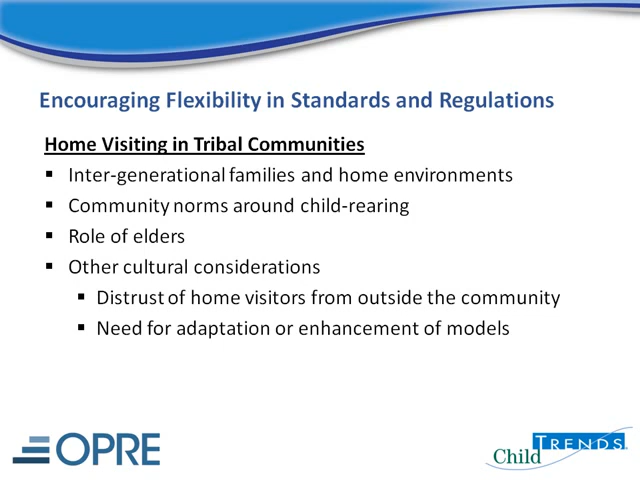 Encouraging Flexibility in Standards and Regulations
Home Visiting in Tribal Communities
▪ Inter-generational families and home environments
▪ Community norms around child-rearing
▪ Role of elders
▪ Other cultural considerations
▪ Distrust of home visitors from outside the community
▪ Need for adaptation or enhancement of models
OPRE
Child TRENDS